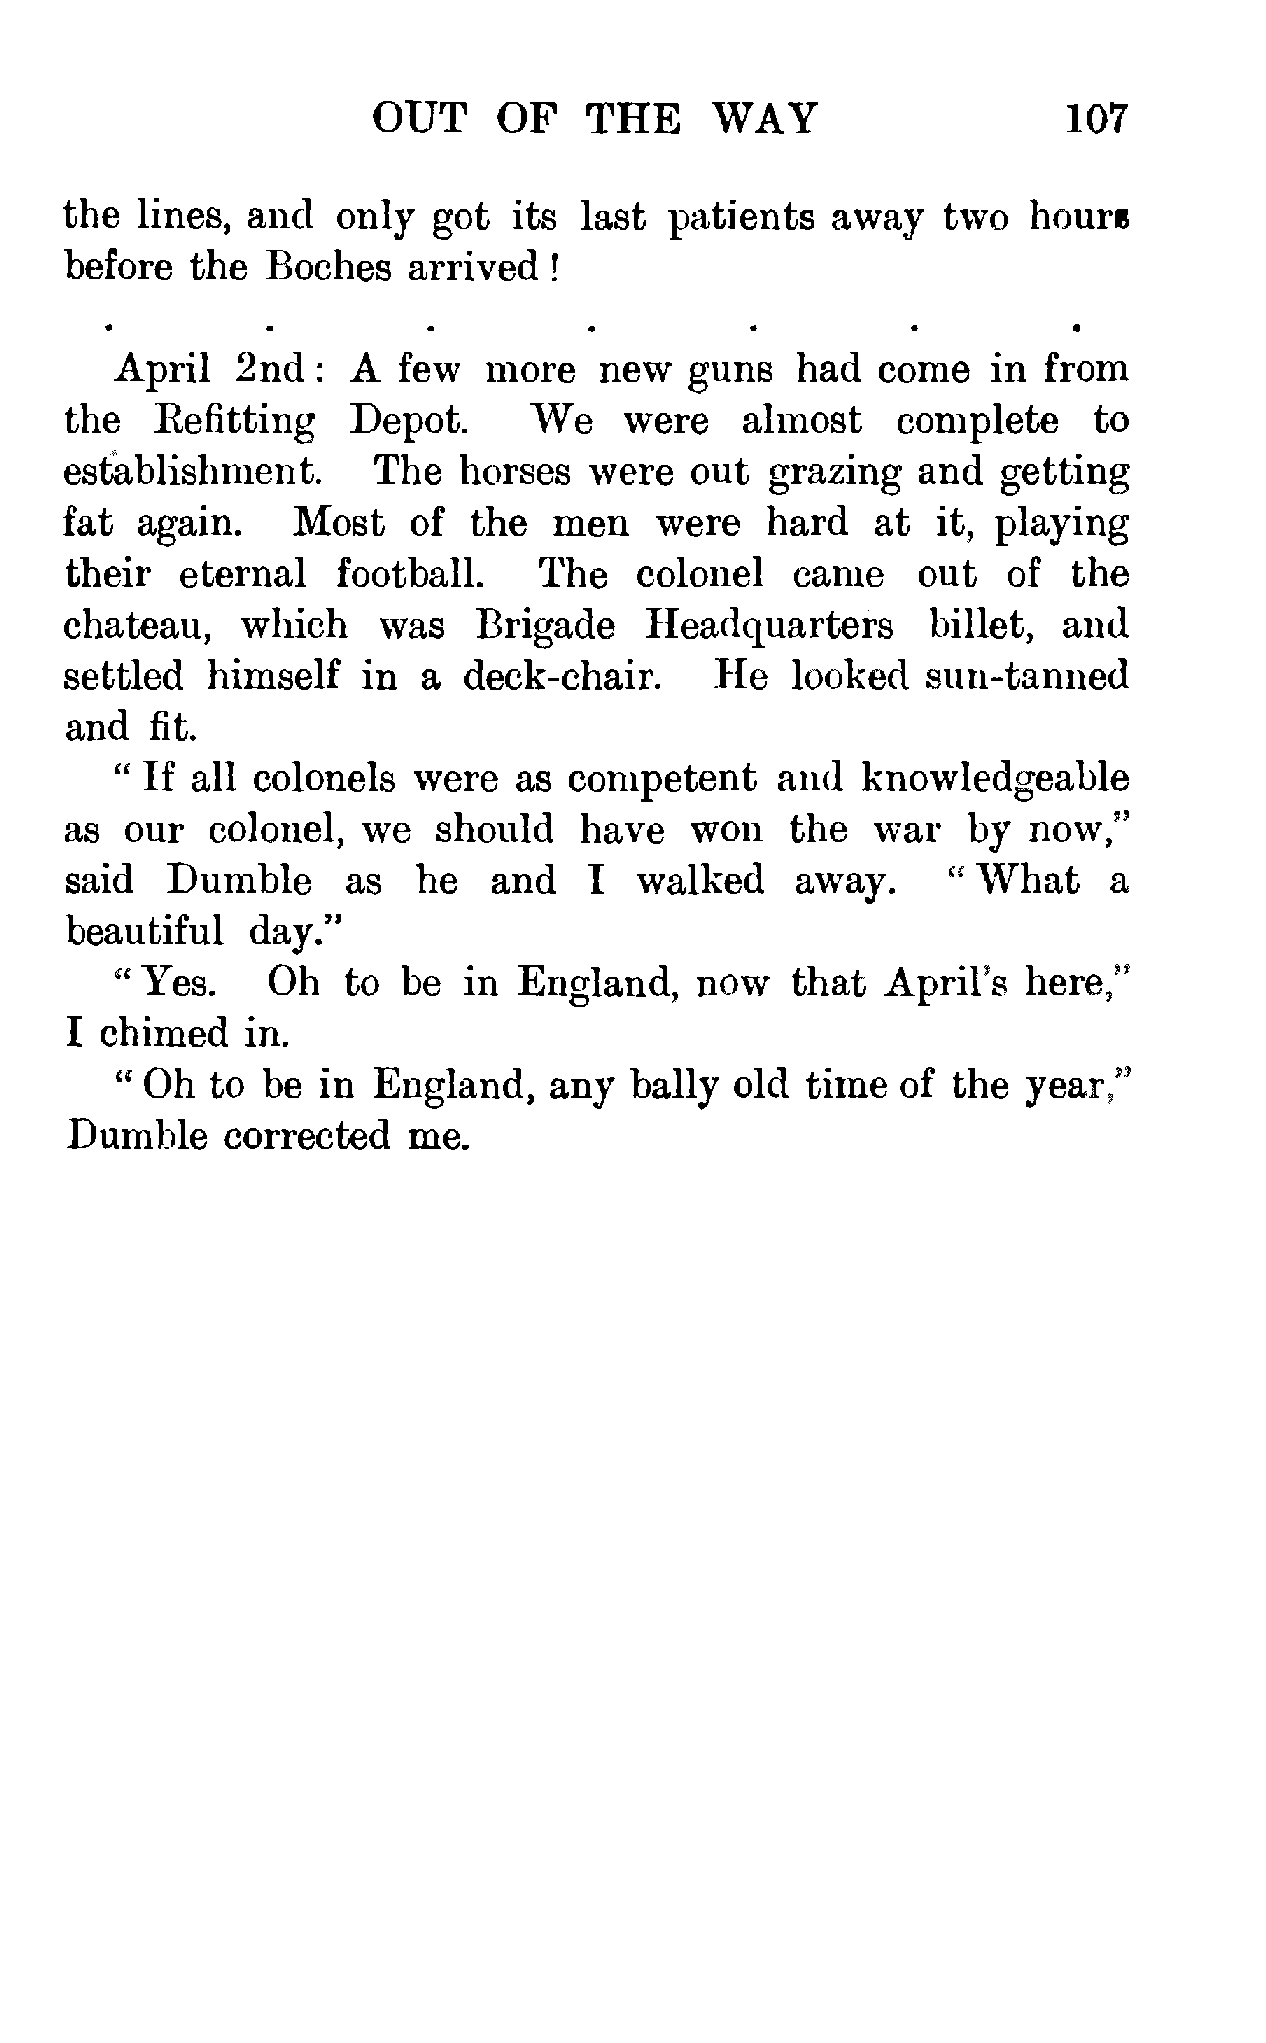 OUT OF THE WAY 107
the lines, and only got its last patients away two hours
before the Boches arrived !
. . . . . . .
April 2nd : A few more new guns had come in from
the Refitting Depot. We were almost complete to
establishment. The horses were out grazing and getting
fat again. Most of the men were hard at it, playing
their eternal football. The colonel came out of the
chateau, which was Brigade Headquarters billet, and
settled himself in a deck-chair. He looked sun-tanned
and fit.
“ If all colonels were as competent and knowledgeable
as our colonel, we should have won the war by now,”
said Dumble as he and I walked away. “ What a
beautiful day.”
“ Yes. Oh to be in England, now that April’s here,”
I chimed in.
“ Oh to be in England, any bally old time of the year,”
Dumble corrected me.